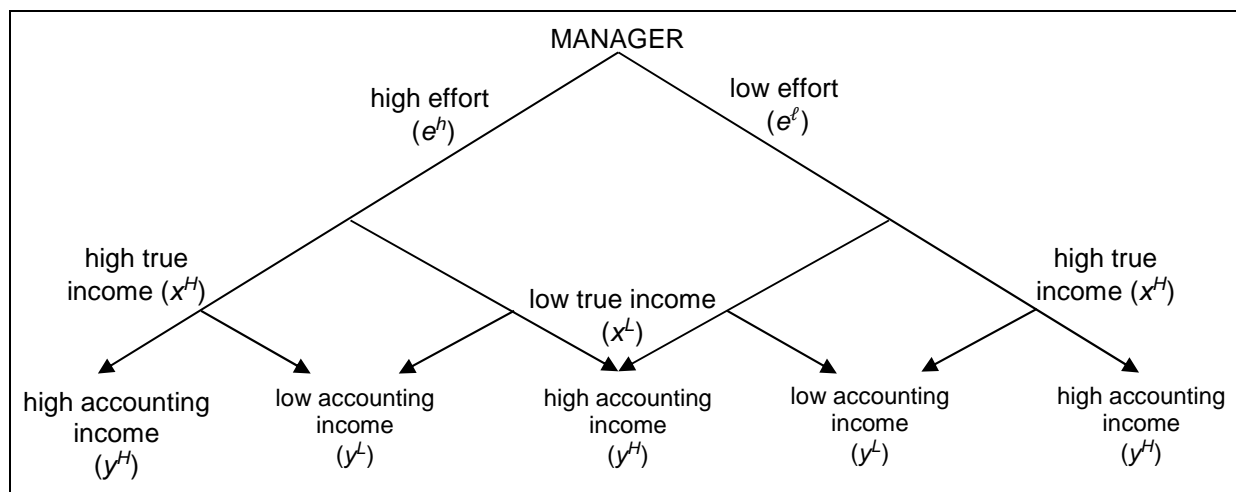 MANAGER
high effort
(e^h)
low effort
(e^ℓ)
high true
income (x^H)
low true income
(x^L)
high true
income (x^H)
high accounting
income
(y^H)
low accounting
income
(y^L)
high accounting
income
(y^H)
low accounting
income
(y^L)
high accounting
income
(y^H)